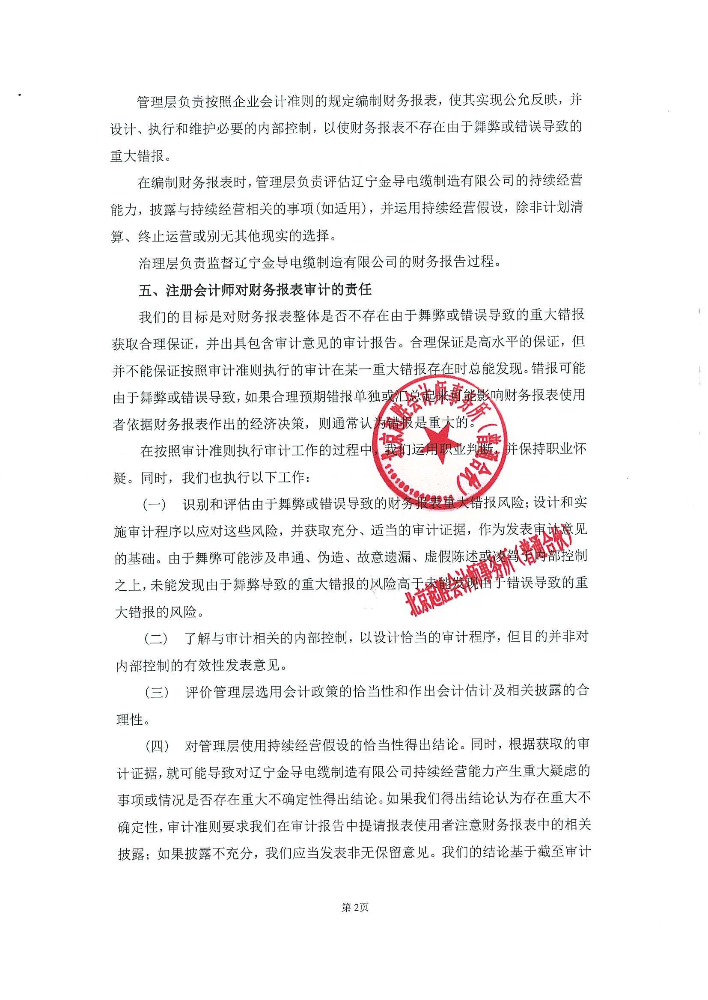 管理层负责按照企业会计准则的规定编制财务报表，使其实现公允反映，并
设计、执行和维护必要的内部控制，以使财务报表不存在由于舞弊或错误导致的
重大错报。
在编制财务报表时，管理层负责评估辽宁金导电缆制造有限公司的持续经营
能力，披露与持续经营相关的事项(如适用)，并运用持续经营假设，除非计划清
算、终止运营或别无其他现实的选择。
治理层负责监督辽宁金导电缆制造有限公司的财务报告过程。
五、注册会计师对财务报表审计的责任
我们的目标是对财务报表整体是否不存在由于舞弊或错误导致的重大错报
获取合理保证，并出具包含审计意见的审计报告。合理保证是高水平的保证，但
并不能保证按照审计准则执行的审计在某一重大错报存在时总能发现。错报可能
由于舞弊或错误导致，如果合理预期错报单独或汇总起来可能影响财务报表使用
者依据财务报表作出的经济决策，则通常认为错报是重大的。
在按照审计准则执行审计工作的过程中，我们运用职业判断，并保持职业怀
疑。同时，我们也执行以下工作：
(一) 识别和评估由于舞弊或错误导致的财务报表重大错报风险；设计和实
施审计程序以应对这些风险，并获取充分、适当的审计证据，作为发表审计意见
的基础。由于舞弊可能涉及串通、伪造、故意遗漏、虚假陈述或凌驾于内部控制
之上，未能发现由于舞弊导致的重大错报的风险高于未能发现由于错误导致的重
大错报的风险。
(二) 了解与审计相关的内部控制，以设计恰当的审计程序，但目的并非对
内部控制的有效性发表意见。
(三) 评价管理层选用会计政策的恰当性和作出会计估计及相关披露的合
理性。
(四) 对管理层使用持续经营假设的恰当性得出结论。同时，根据获取的审
计证据，就可能导致对辽宁金导电缆制造有限公司持续经营能力产生重大疑虑的
事项或情况是否存在重大不确定性得出结论。如果我们得出结论认为存在重大不
确定性，审计准则要求我们在审计报告中提请报表使用者注意财务报表中的相关
披露；如果披露不充分，我们应当发表非无保留意见。我们的结论基于截至审计
北京起胜会计师事务所（普通合伙）
北京起胜会计师事务所（普通合伙）
第 2页